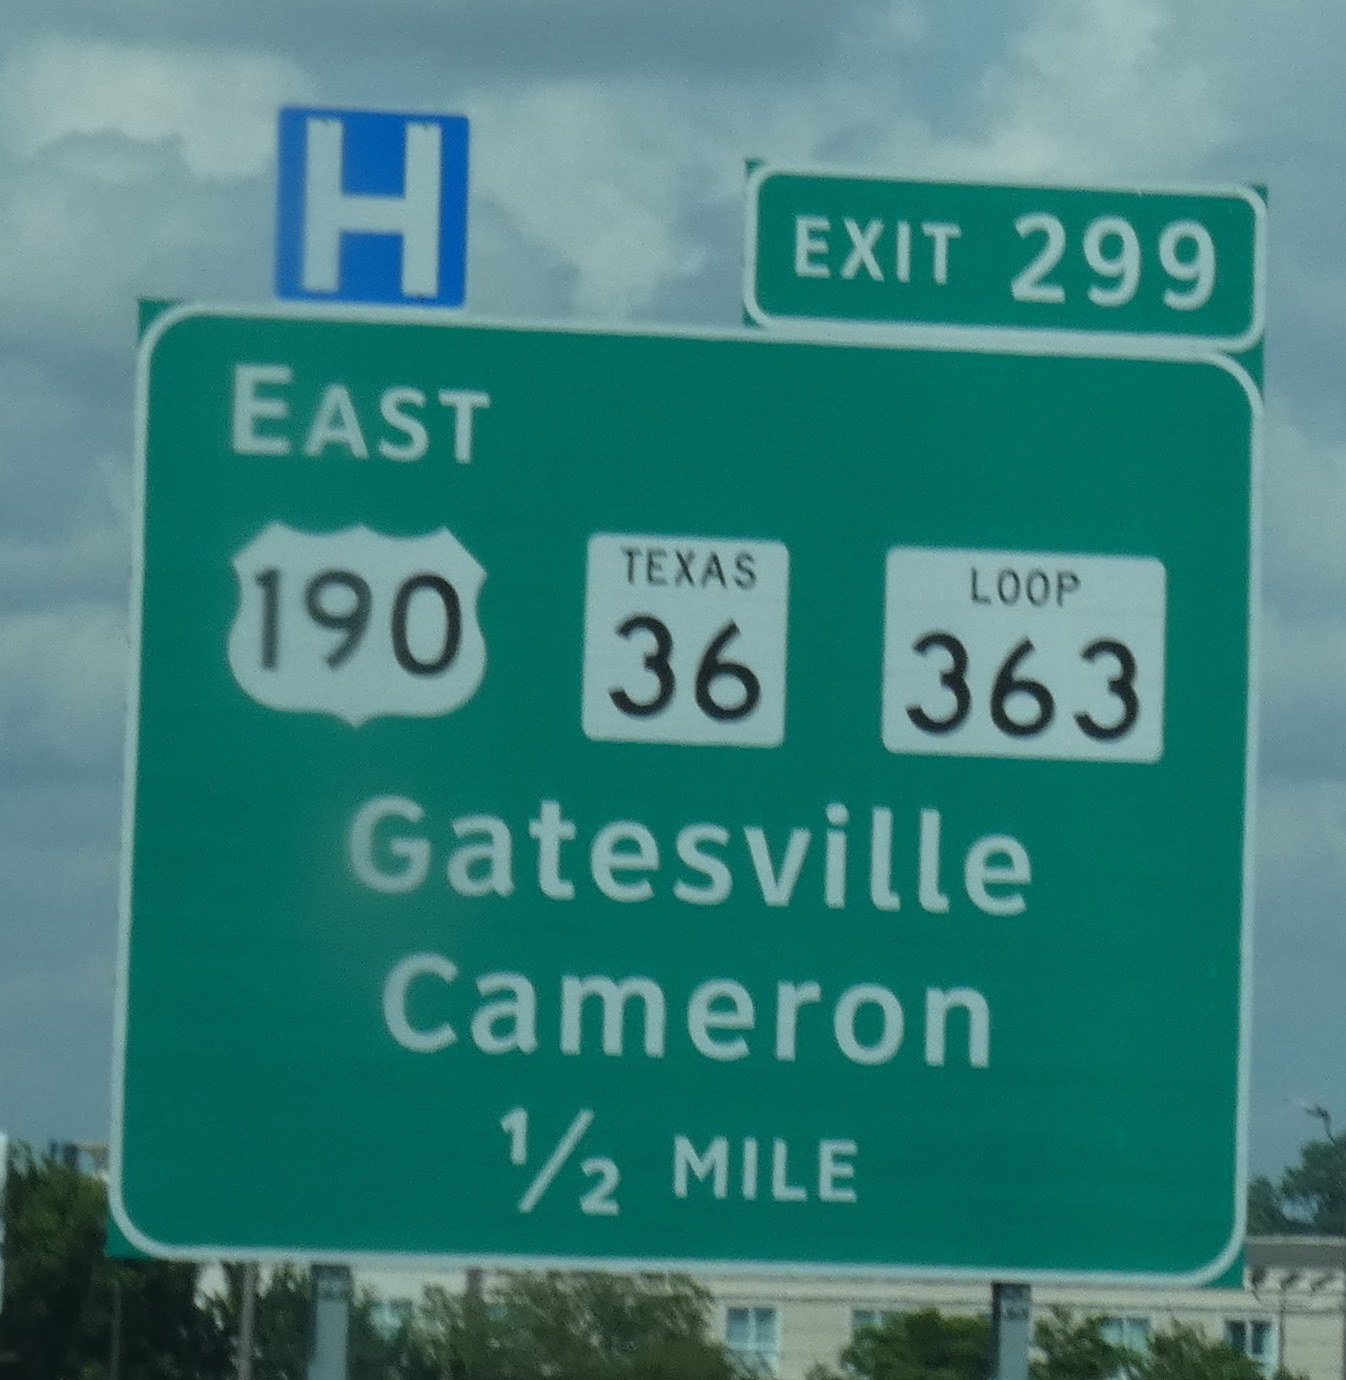 H
EXIT 299
EAST
190
TEXAS
36
LOOP
363
Gatesville
Cameron
1/2 MILE